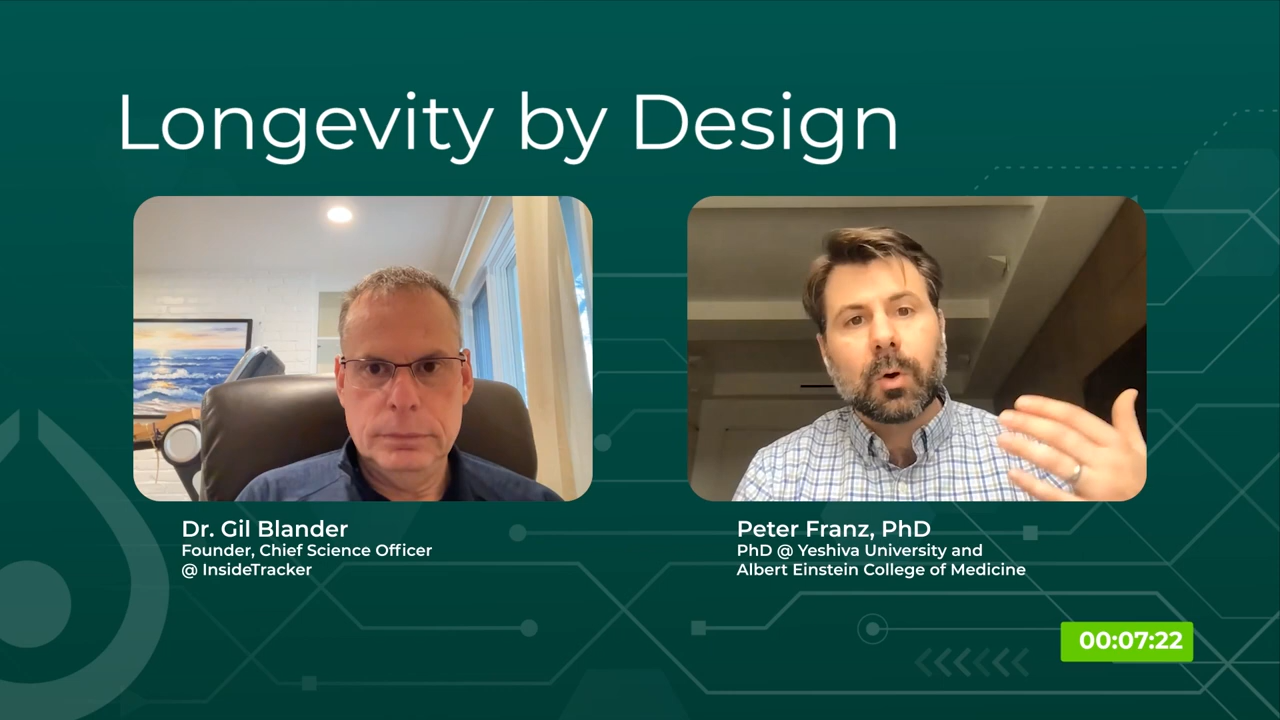 Longevity by Design
Dr. Gil Blander
Founder, Chief Science Officer
@ InsideTracker
Peter Franz, PhD
PhD @ Yeshiva University and
Albert Einstein College of Medicine
00:07:22